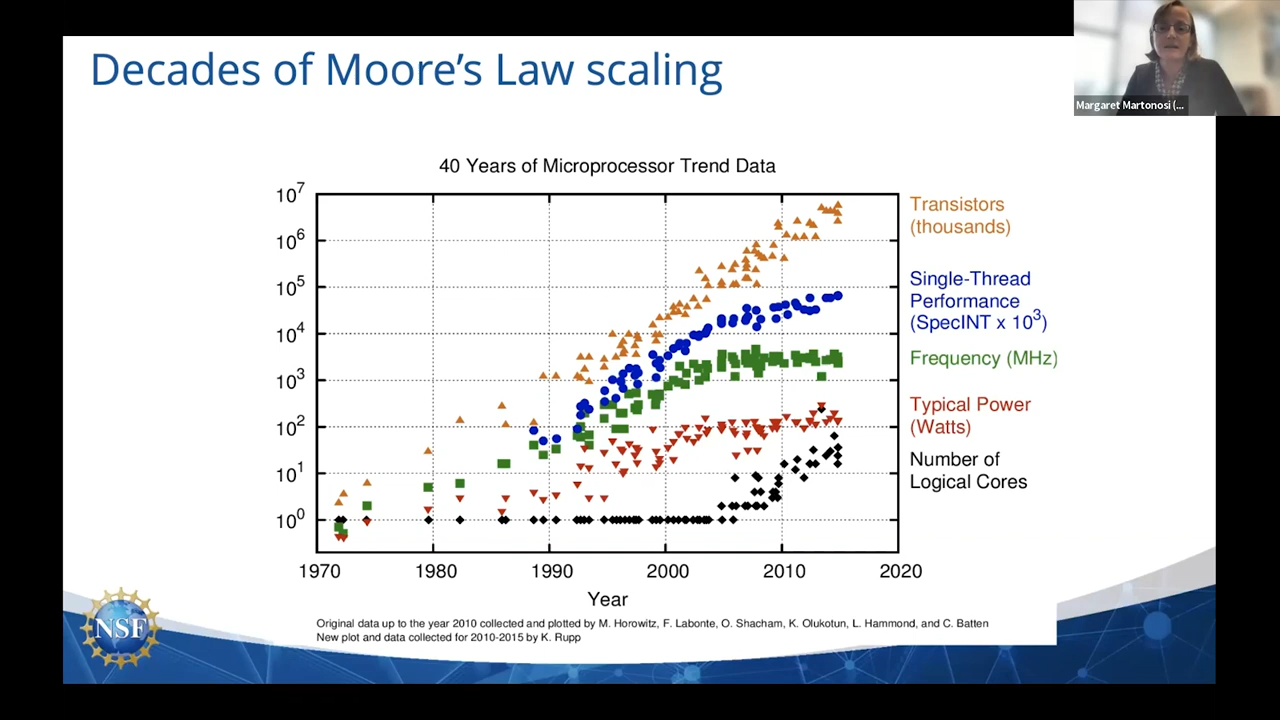 Decades of Moore's Law scaling
Margaret Martonosi (...
40 Years of Microprocessor Trend Data
10^7
10^6
10^5
10^4
10^3
10^2
10^1
10^0
1970 1980 1990 2000 2010 2020
Year
Transistors
(thousands)
Single-Thread
Performance
(SpecINT x 10^3)
Frequency (MHz)
Typical Power
(Watts)
Number of
Logical Cores
Original data up to the year 2010 collected and plotted by M. Horowitz, F. Labonte, O. Shacham, K. Olukotun, L. Hammond, and C. Batten
New plot and data collected for 2010-2015 by K. Rupp
NSF